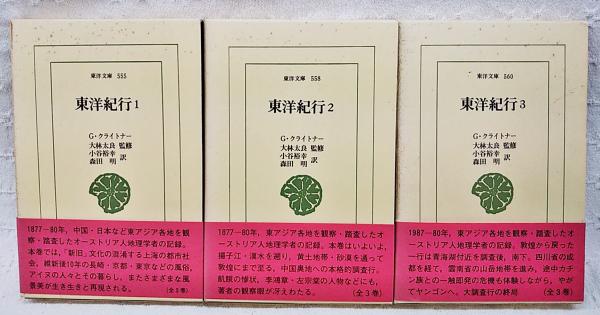 東洋文庫 555
東洋紀行1
G・クライトナー
大林太良 監修
小谷裕幸
森田 明 訳
1877—80年、中国・日本など東アジア各地を観
察・踏査したオーストリア人地理学者の記録。
本巻では、「新旧」文化の混淆する上海の都市社
会、維新後10年の長崎・京都・東京などの風俗、
アイヌの人々とその暮らし、またさまざまな風
景美が生き生きと再現される。 (全3巻)
東洋文庫 558
東洋紀行2
G・クライトナー
大林太良 監修
小谷裕幸
森田 明 訳
1877—80年、東アジア各地を観察・踏査したオ
ーストリア人地理学者の記録。本巻はいよいよ、
揚子江・漢水を遡り、黄土地帯・砂漠を通って
敦煌にまで至る、中国奥地への本格的調査行。
飢餓の惨状、李鴻章・左宗棠の人物などにも、
著者の観察眼が冴えわたる。 (全3巻)
東洋文庫 560
東洋紀行3
G・クライトナー
大林太良 監修
小谷裕幸
森田 明 訳
1987—80年、東アジア各地を観察・踏査したオ
ーストリア人地理学者の記録。敦煌から戻った
一行は青海湖付近を調査後、南下。四川省の成
都を経て、雲南省の山岳地帯を進み、途中カチ
ン族との一触即発の危機も体験しながら、やが
てヤンゴンへ。大調査行の終局 (全3巻)